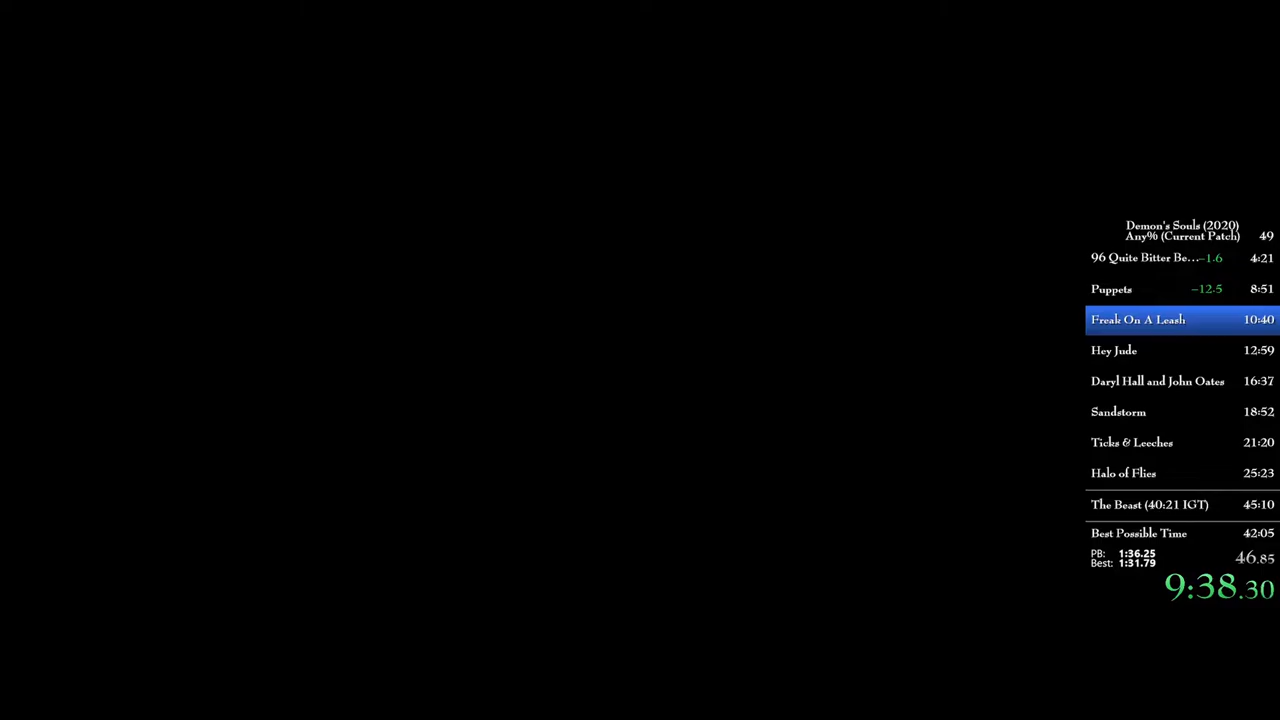 Demon's Souls (2020)
Any% (Current Patch) 49
96 Quite Bitter Be... -1.6 4:21
Puppets -12.5 8:51
Freak On A Leash 10:40
Hey Jude 12:59
Daryl Hall and John Oates 16:37
Sandstorm 18:52
Ticks & Leeches 21:20
Halo of Flies 25:23
The Beast (40:21 IGT) 45:10
Best Possible Time 42:05
PB: 1:36.25 46.85
Best: 1:31.79
9:38.30